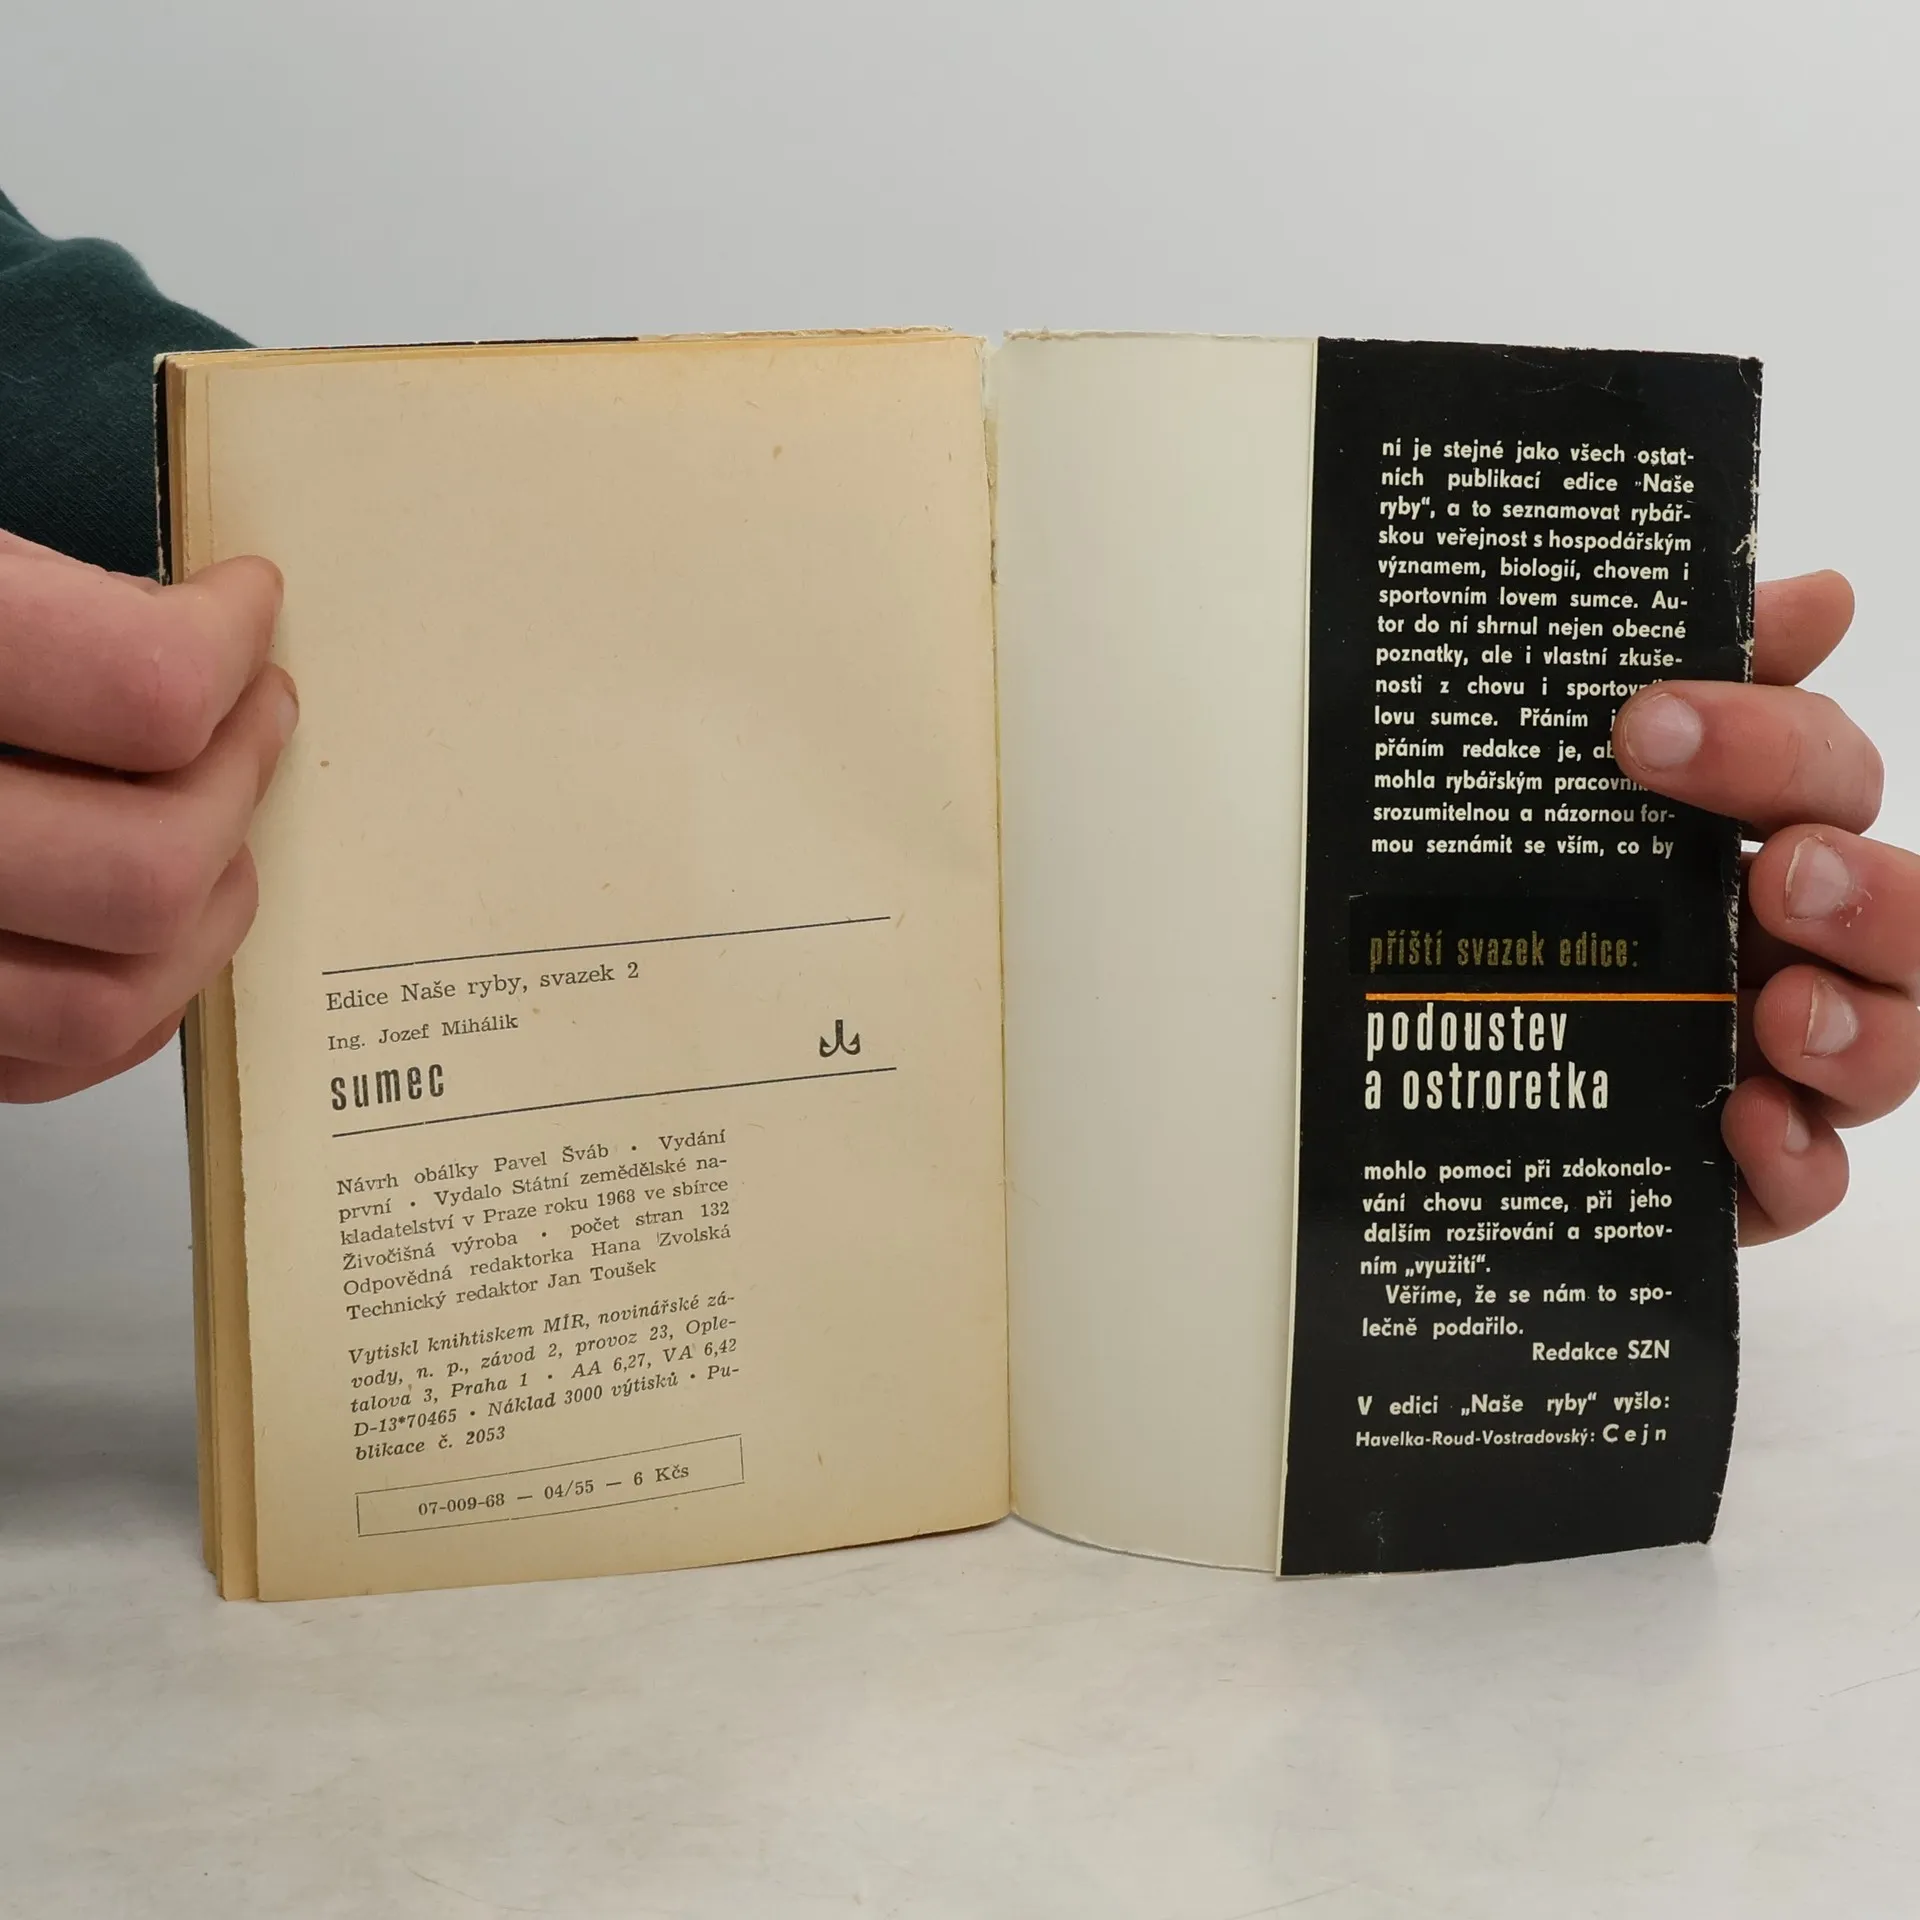 Edice Naše ryby, svazek 2
Ing. Jozef Mihálik
sumec
Návrh obálky Pavel Šváb • Vydání
první • Vydalo Státní zemědělské na-
kladatelství v Praze roku 1968 ve sbírce
Živočišná výroba • počet stran 132
Odpovědná redaktorka Hana Zvolská
Technický redaktor Jan Toušek
Vytiskl knihtiskem MÍR, novinářské zá-
vody, n. p., závod 2, provoz 23, Ople-
talova 3, Praha 1 • AA 6,27, VA 6,42
D-13*70465 • Náklad 3000 výtisků • Pu-
blikace č. 2053
07-009-68 — 04/55 — 6 Kčs
ní je stejné jako všech ostat-
ních publikací edice "Naše
ryby“, a to seznamovat rybář-
skou veřejnost s hospodářským
významem, biologií, chovem i
sportovním lovem sumce. Au-
tor do ní shrnul nejen obecné
poznatky, ale i vlastní zkuše-
nosti z chovu i
lovu sumce. Přáním
přáním redakce je,
mohla rybářským
srozumitelnou a názornou for-
mou seznámit se vším, co by
příští svazek edice:
podoustev
a ostroretka
mohlo pomoci při zdokonalo-
vání chovu sumce, při jeho
dalším rozšiřování a sportov-
ním „využití“.
Věříme, že se nám to spo-
lečně podařilo.
Redakce SZN
V edici „Naše ryby“ vyšlo:
Havelka-Roud-Vostradovský: Cejn